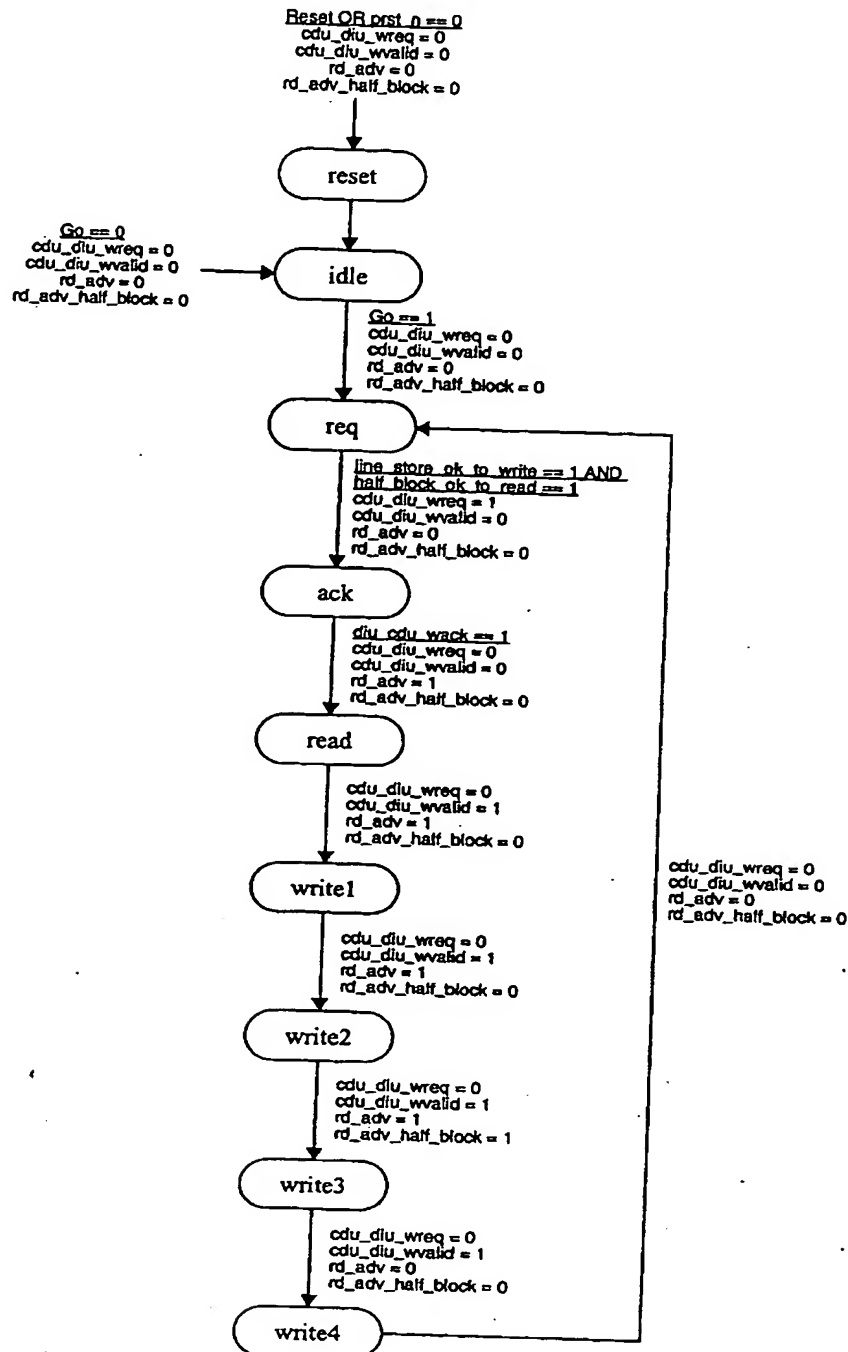 Reset OR prst_n == 0
cdu_diu_wreq = 0
cdu_diu_wvalid = 0
rd_adv = 0
rd_adv_half_block = 0
reset
Go == 0
cdu_diu_wreq = 0
cdu_diu_wvalid = 0
rd_adv = 0
rd_adv_half_block = 0
idle
Go == 1
cdu_diu_wreq = 0
cdu_diu_wvalid = 0
rd_adv = 0
rd_adv_half_block = 0
req
line_store_ok_to_write == 1 AND
half_block_ok_to_read == 1
cdu_diu_wreq = 1
cdu_diu_wvalid = 0
rd_adv = 0
rd_adv_half_block = 0
ack
diu_cdu_wack == 1
cdu_diu_wreq = 0
cdu_diu_wvalid = 0
rd_adv = 1
rd_adv_half_block = 0
read
cdu_diu_wreq = 0
cdu_diu_wvalid = 1
rd_adv = 1
rd_adv_half_block = 0
write1
cdu_diu_wreq = 0
cdu_diu_wvalid = 0
rd_adv = 0
rd_adv_half_block = 0
cdu_diu_wreq = 0
cdu_diu_wvalid = 1
rd_adv = 1
rd_adv_half_block = 0
write2
cdu_diu_wreq = 0
cdu_diu_wvalid = 1
rd_adv = 1
rd_adv_half_block = 1
write3
cdu_diu_wreq = 0
cdu_diu_wvalid = 1
rd_adv = 0
rd_adv_half_block = 0
write4